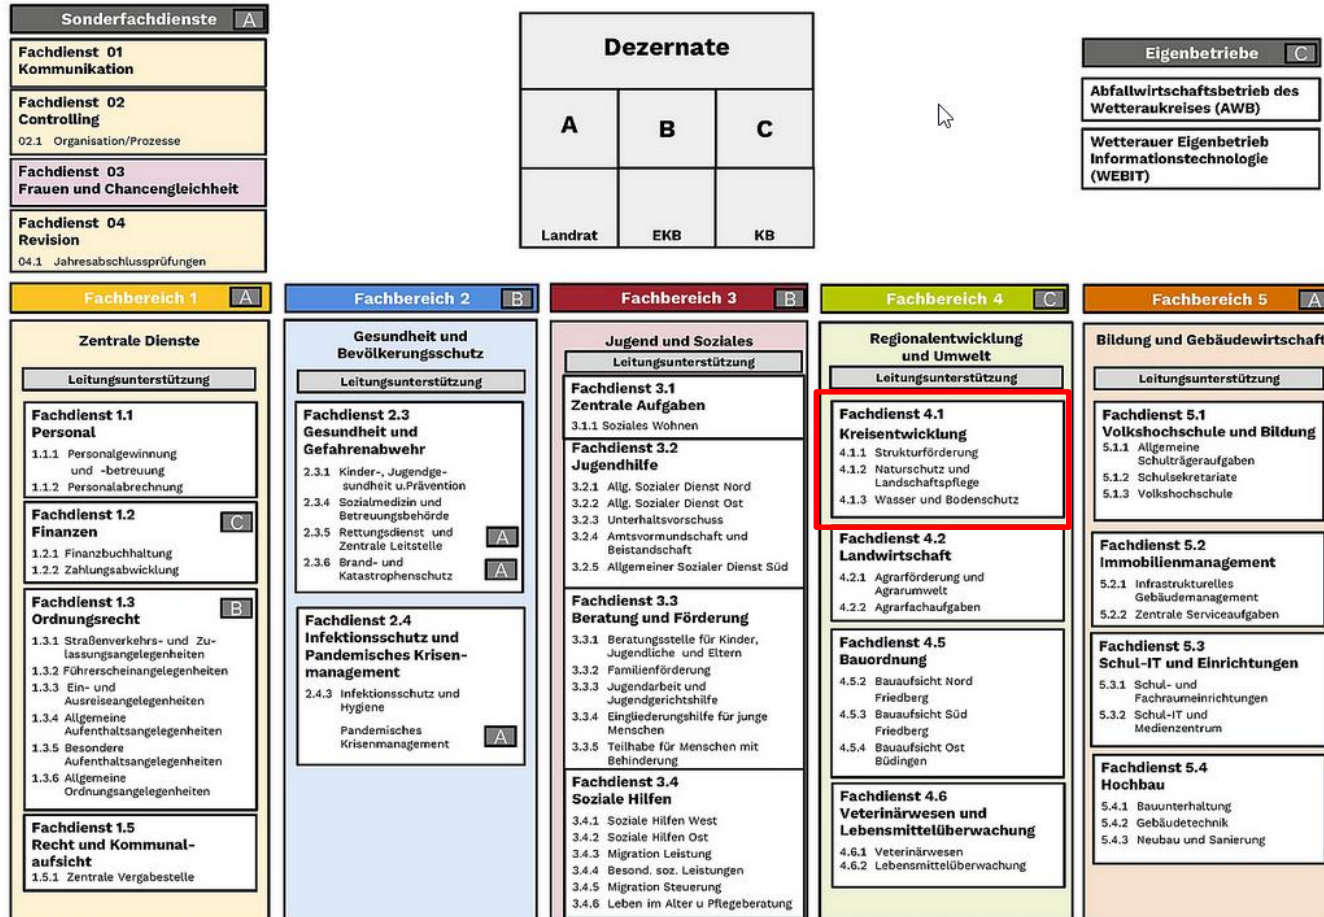 Sonderfachdienste A
Fachdienst 01
Kommunikation
Fachdienst 02
Controlling
02.1 Organisation/Prozesse
Fachdienst 03
Frauen und Chancengleichheit
Fachdienst 04
Revision
04.1 Jahresabschlussprüfungen
Dezernate
A B C
Landrat EKB KB
Eigenbetriebe C
Abfallwirtschaftsbetrieb des
Wetteraukreises (AWB)
Wetterauer Eigenbetrieb
Informationstechnologie
(WEBIT)
Fachbereich 1 A
Zentrale Dienste
Leitungsunterstützung
Fachdienst 1.1
Personal
1.1.1 Personalgewinnung
und -betreuung
1.1.2 Personalabrechnung
Fachdienst 1.2 C
Finanzen
1.2.1 Finanzbuchhaltung
1.2.2 Zahlungsabwicklung
Fachdienst 1.3 B
Ordnungsrecht
1.3.1 Straßenverkehrs- und Zu-
lassungsangelegenheiten
1.3.2 Führerscheinangelegenheiten
1.3.3 Ein- und
Ausreiseangelegenheiten
1.3.4 Allgemeine
Aufenthaltsangelegenheiten
1.3.5 Besondere
Aufenthaltsangelegenheiten
1.3.6 Allgemeine
Ordnungsangelegenheiten
Fachdienst 1.5
Recht und Kommunal-
aufsicht
1.5.1 Zentrale Vergabestelle
Fachbereich 2 B
Gesundheit und
Bevölkerungsschutz
Leitungsunterstützung
Fachdienst 2.3
Gesundheit und
Gefahrenabwehr
2.3.1 Kinder-, Jugendge-
sundheit u.Prävention
2.3.4 Sozialmedizin und
Betreuungsbehörde
2.3.5 Rettungsdienst und
Zentrale Leitstelle A
2.3.6 Brand- und
Katastrophenschutz A
Fachdienst 2.4
Infektionsschutz und
Pandemisches Krisen-
management
2.4.3 Infektionsschutz und
Hygiene
Pandemisches
Krisenmanagement A
Fachbereich 3 B
Jugend und Soziales
Leitungsunterstützung
Fachdienst 3.1
Zentrale Aufgaben
3.1.1 Soziales Wohnen
Fachdienst 3.2
Jugendhilfe
3.2.1 Allg. Sozialer Dienst Nord
3.2.2 Allg. Sozialer Dienst Ost
3.2.3 Unterhaltsvorschuss
3.2.4 Amtsvormundschaft und
Beistandschaft
3.2.5 Allgemeiner Sozialer Dienst Süd
Fachdienst 3.3
Beratung und Förderung
3.3.1 Beratungsstelle für Kinder,
Jugendliche und Eltern
3.3.2 Familienförderung
3.3.3 Jugendarbeit und
Jugendgerichtshilfe
3.3.4 Eingliederungshilfe für junge
Menschen
3.3.5 Teilhabe für Menschen mit
Behinderung
Fachdienst 3.4
Soziale Hilfen
3.4.1 Soziale Hilfen West
3.4.2 Soziale Hilfen Ost
3.4.3 Migration Leistung
3.4.4 Besond. soz. Leistungen
3.4.5 Migration Steuerung
3.4.6 Leben im Alter u Pflegeberatung
Fachbereich 4 C
Regionalentwicklung
und Umwelt
Leitungsunterstützung
Fachdienst 4.1
Kreisentwicklung
4.1.1 Strukturförderung
4.1.2 Naturschutz und
Landschaftspflege
4.1.3 Wasser und Bodenschutz
Fachdienst 4.2
Landwirtschaft
4.2.1 Agrarförderung und
Agrarumwelt
4.2.2 Agrarfachaufgaben
Fachdienst 4.5
Bauordnung
4.5.2 Bauaufsicht Nord
Friedberg
4.5.3 Bauaufsicht Süd
Friedberg
4.5.4 Bauaufsicht Ost
Büdingen
Fachdienst 4.6
Veterinärwesen und
Lebensmittelüberwachung
4.6.1 Veterinärwesen
4.6.2 Lebensmittelüberwachung
Fachbereich 5 A
Bildung und Gebäudewirtschaft
Leitungsunterstützung
Fachdienst 5.1
Volkshochschule und Bildung
5.1.1 Allgemeine
Schulträgeraufgaben
5.1.2 Schulsekretariate
5.1.3 Volkshochschule
Fachdienst 5.2
Immobilienmanagement
5.2.1 Infrastrukturelles
Gebäudemanagement
5.2.2 Zentrale Serviceaufgaben
Fachdienst 5.3
Schul-IT und Einrichtungen
5.3.1 Schul- und
Fachraumeinrichtungen
5.3.2 Schul-IT und
Medienzentrum
Fachdienst 5.4
Hochbau
5.4.1 Bauunterhaltung
5.4.2 Gebäudetechnik
5.4.3 Neubau und Sanierung